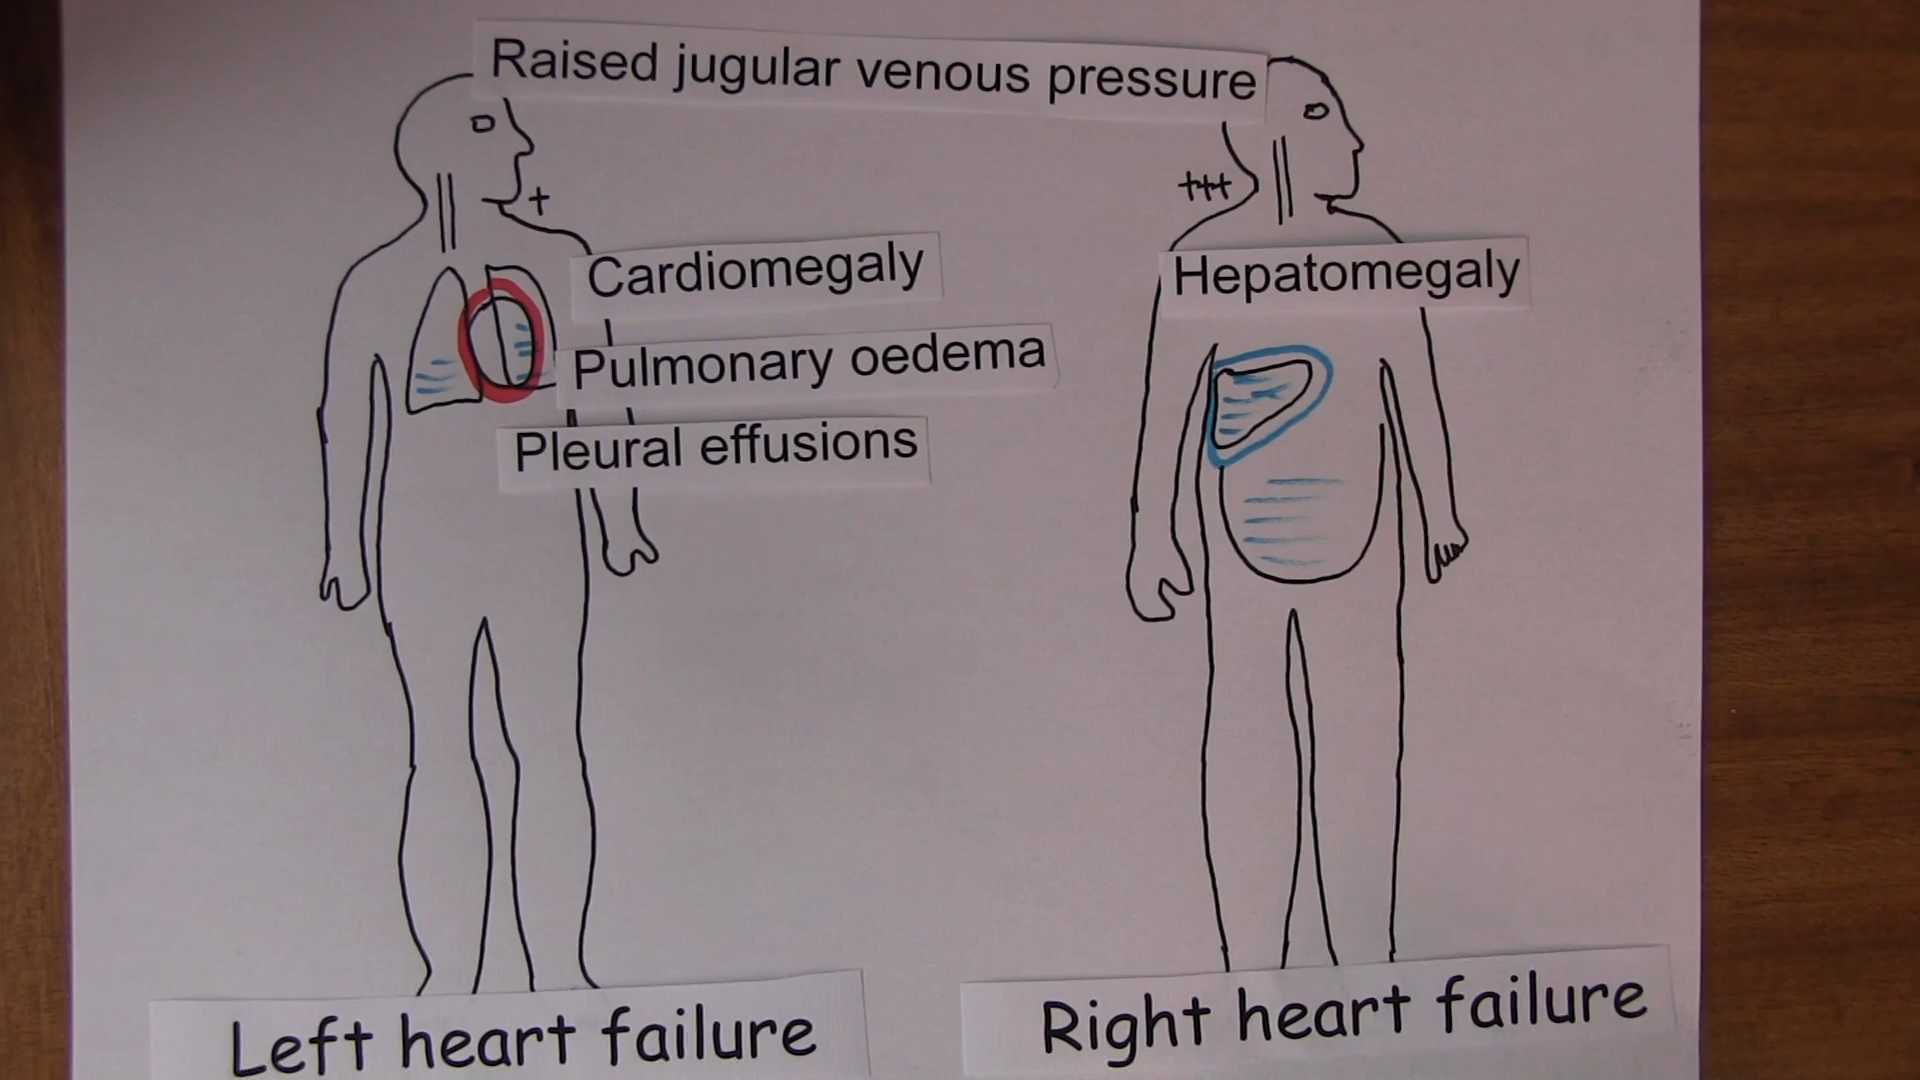 Raised jugular venous pressure
+
+++
Cardiomegaly
Hepatomegaly
Pulmonary oedema
Pleural effusions
Left heart failure
Right heart failure